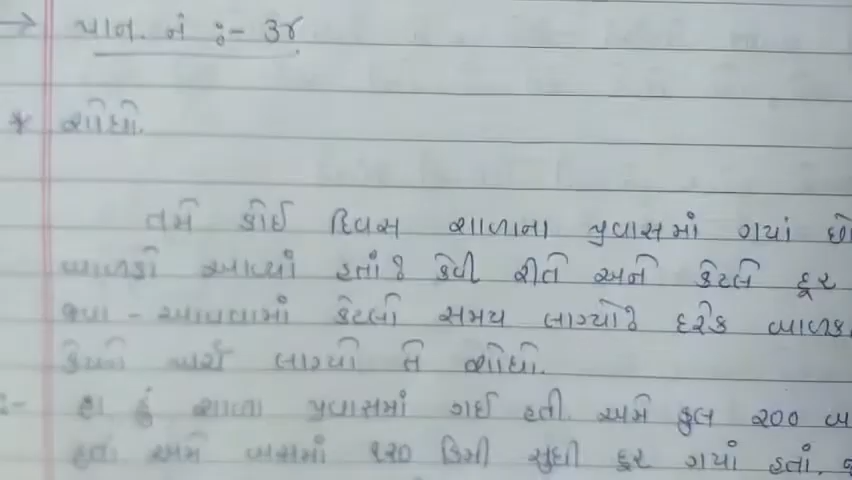 → પાન. નં :- ૩૪
* શોધો.
તમે કોઈ દિવસ શાળાના પ્રવાસમાં ગયાં છો
બાળકો આવ્યાં હતાં? કેવી રીતે અને કેટલે દૂર
જવા - આવવામાં કેટલો સમય લાગ્યો? દરેક બાળક
કેટલો ખર્ચ લાગ્યો તે શોધો.
:- હા હું શાળા પ્રવાસમાં ગઈ હતી. અમે કુલ ૨૦૦
હતા અમે બસમાં ૧૨૦ કિમી સુધી દુર ગયાં હતાં.